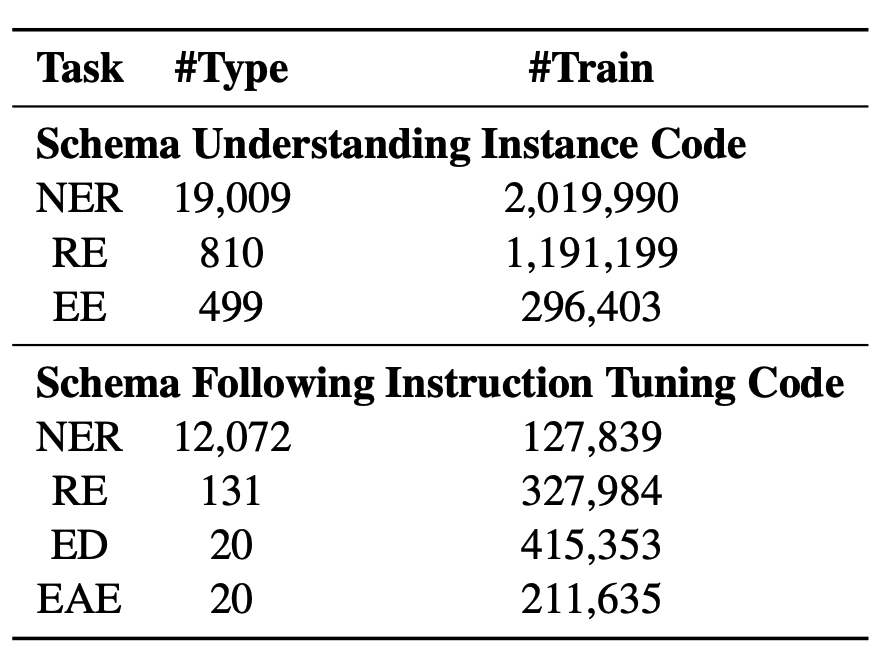 Task #Type #Train
Schema Understanding Instance Code
NER 19,009 2,019,990
RE 810 1,191,199
EE 499 296,403
Schema Following Instruction Tuning Code
NER 12,072 127,839
RE 131 327,984
ED 20 415,353
EAE 20 211,635